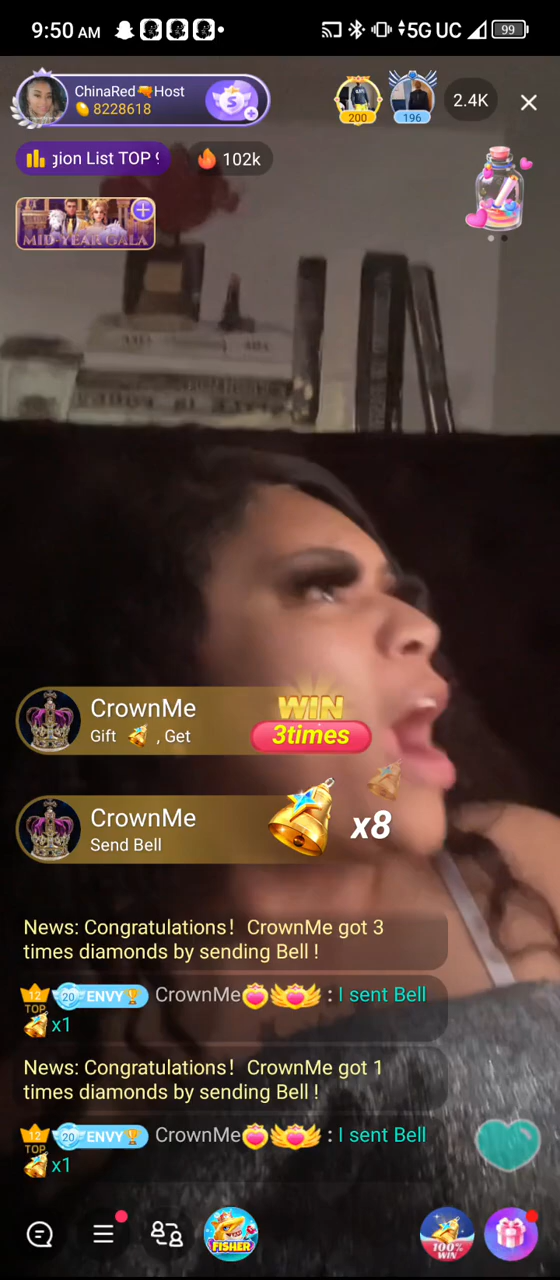 9:50 AM
5G UC
99
ChinaRed🔫Host
8228618
S
200
196
2.4K
gion List TOP
102k
MID-YEAR GALA
CrownMe
Gift , Get
WIN
3times
CrownMe
Send Bell
x8
News: Congratulations! CrownMe got 3
times diamonds by sending Bell !
12 TOP 20 ENVY🏆 CrownMe : I sent Bell
x1
News: Congratulations! CrownMe got 1
times diamonds by sending Bell !
12 TOP 20 ENVY🏆 CrownMe : I sent Bell
x1
FISHER
100%
WIN